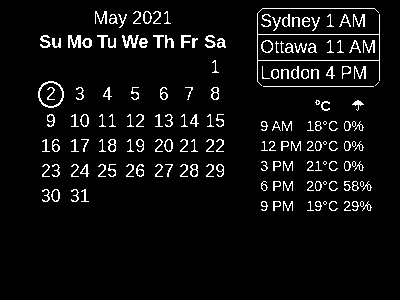 May 2021
Su Mo Tu We Th Fr Sa
1
2 3 4 5 6 7 8
9 10 11 12 13 14 15
16 17 18 19 20 21 22
23 24 25 26 27 28 29
30 31
Sydney 1 AM
Ottawa 11 AM
London 4 PM
°C ☂
9 AM 18°C 0%
12 PM 20°C 0%
3 PM 21°C 0%
6 PM 20°C 58%
9 PM 19°C 29%